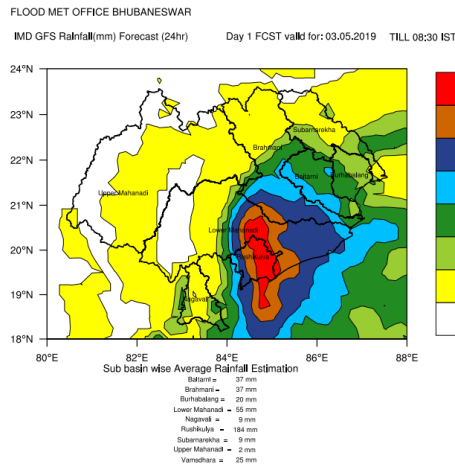 FLOOD MET OFFICE BHUBANESWAR
IMD GFS Rainfall(mm) Forecast (24hr) Day 1 FCST valid for: 03.05.2019 TILL 08:30 IST
24°N
23°N
22°N
21°N
20°N
19°N
18°N
Subarnarekha
Brahmani
Baitarni
Burhabalang
Upper Mahanadi
Lower Mahanadi
Rushikulya
Nagavali
80°E 82°E 84°E 86°E 88°E
Sub basin wise Average Rainfall Estimation
Baitarni = 37 mm
Brahmani = 37 mm
Burhabalang = 20 mm
Lower Mahanadi = 55 mm
Nagavali = 9 mm
Rushikulya = 184 mm
Subarnarekha = 9 mm
Upper Mahanadi = 2 mm
Vamsdhara = 25 mm